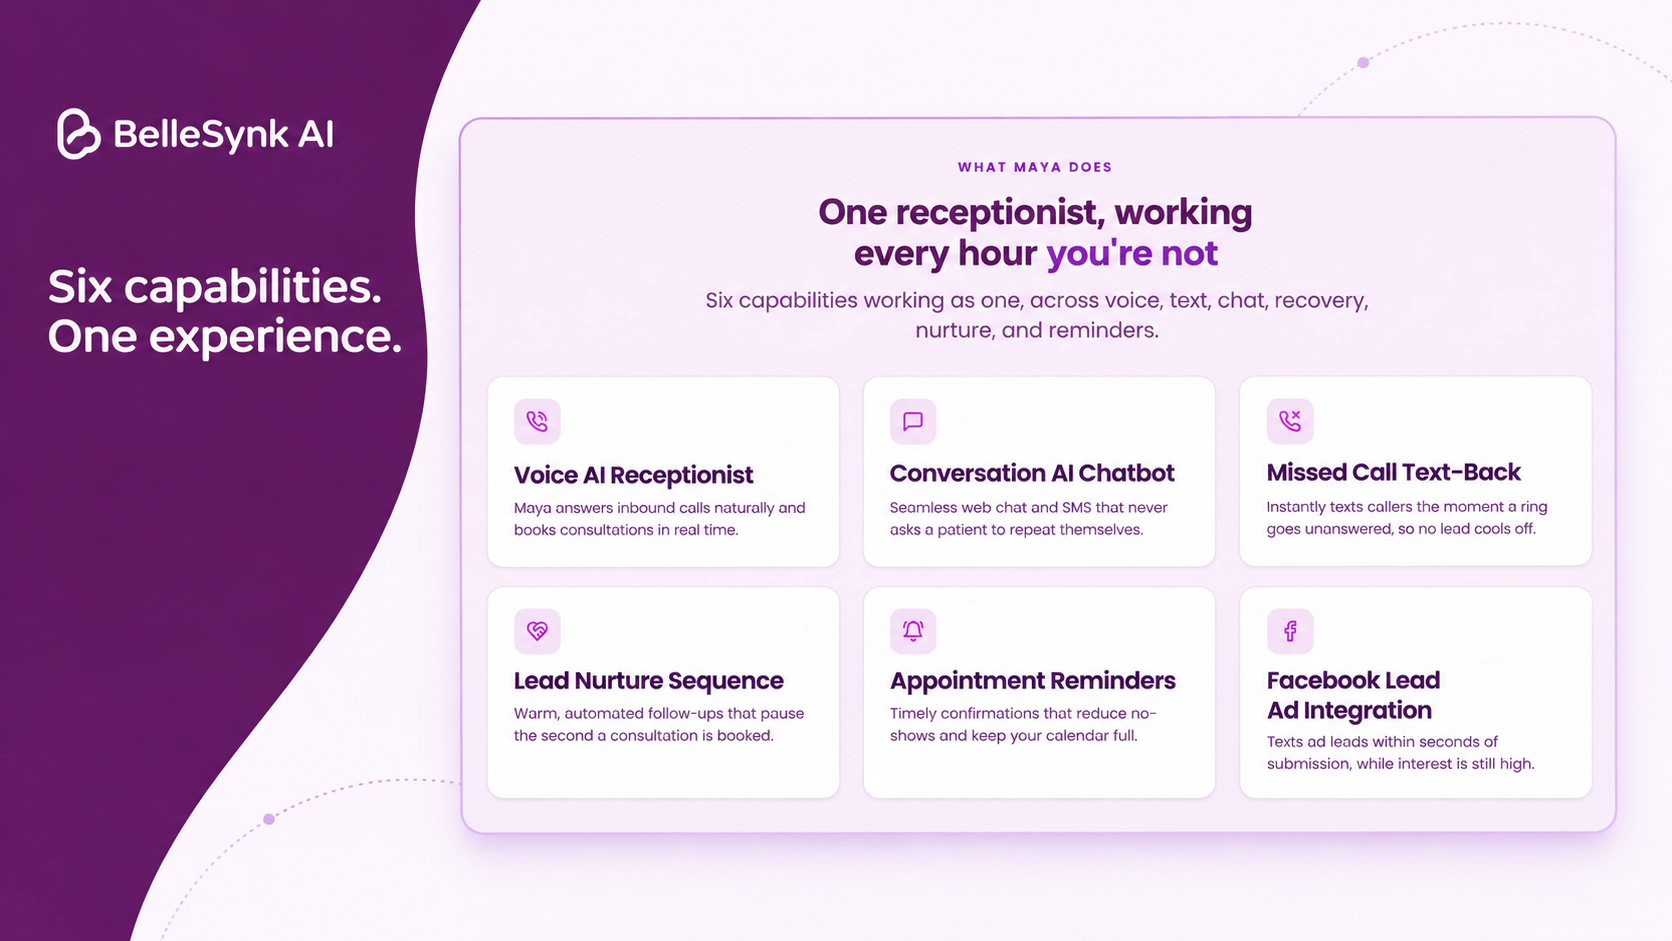 BelleSynk AI
Six capabilities.
One experience.
WHAT MAYA DOES
One receptionist, working
every hour you're not
Six capabilities working as one, across voice, text, chat, recovery,
nurture, and reminders.
Voice AI Receptionist
Maya answers inbound calls naturally and
books consultations in real time.
Conversation AI Chatbot
Seamless web chat and SMS that never
asks a patient to repeat themselves.
Missed Call Text-Back
Instantly texts callers the moment a ring
goes unanswered, so no lead cools off.
Lead Nurture Sequence
Warm, automated follow-ups that pause
the second a consultation is booked.
Appointment Reminders
Timely confirmations that reduce no-
shows and keep your calendar full.
Facebook Lead
Ad Integration
Texts ad leads within seconds of
submission, while interest is still high.